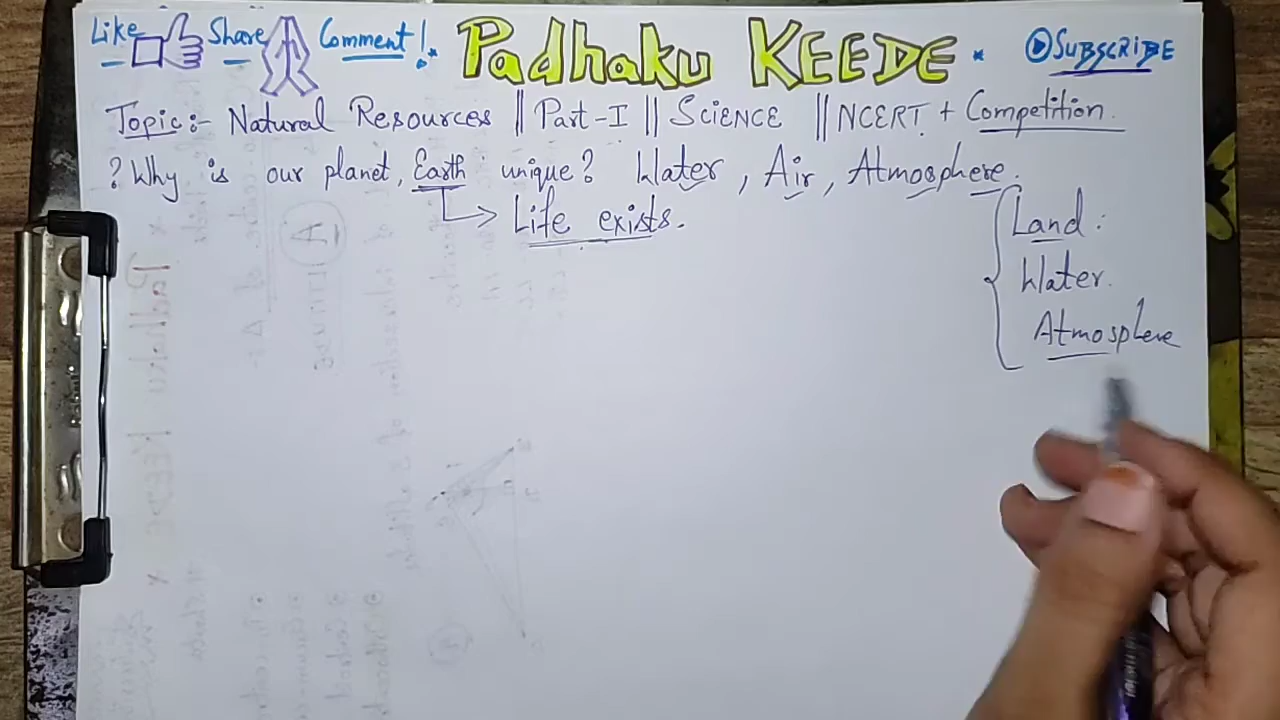 Like Share Comment! Padhaku KEEDE SUBSCRIBE
Topic:- Natural Resources || Part-I || SCIENCE || NCERT + Competition.
? Why is our planet, Earth unique? Water, Air, Atmosphere.
Life exists.
Land:
Water.
Atmosphere